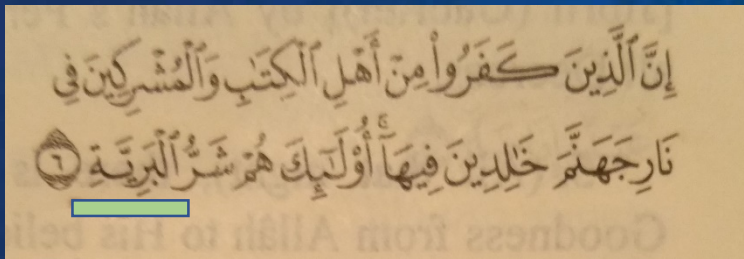 إِنَّ ٱلَّذِينَ كَفَرُوا۟ مِنْ أَهْلِ ٱلْكِتَـٰبِ وَٱلْمُشْرِكِينَ فِى
نَارِ جَهَنَّمَ خَـٰلِدِينَ فِيهَآ ۚ أُو۟لَـٰٓئِكَ هُمْ شَرُّ ٱلْبَرِيَّةِ ٦